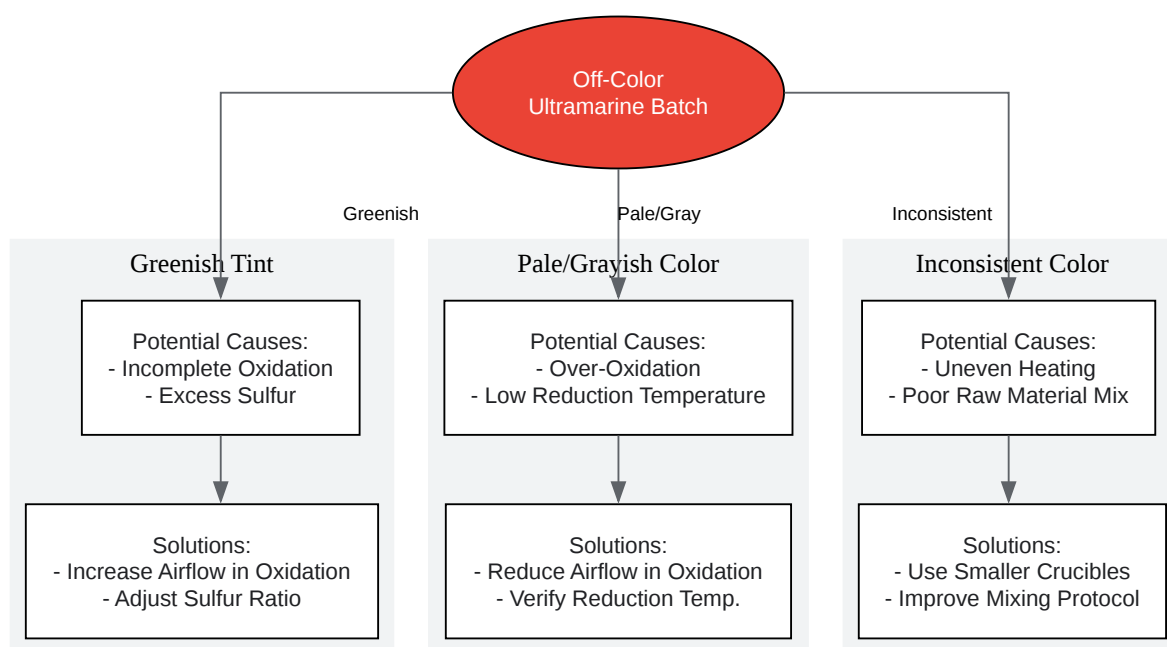 Off-Color
Ultramarine Batch
Greenish
Pale/Gray
Inconsistent
Greenish Tint
Potential Causes:
- Incomplete Oxidation
- Excess Sulfur
Solutions:
- Increase Airflow in Oxidation
- Adjust Sulfur Ratio
Pale/Grayish Color
Potential Causes:
- Over-Oxidation
- Low Reduction Temperature
Solutions:
- Reduce Airflow in Oxidation
- Verify Reduction Temp.
Inconsistent Color
Potential Causes:
- Uneven Heating
- Poor Raw Material Mix
Solutions:
- Use Smaller Crucibles
- Improve Mixing Protocol